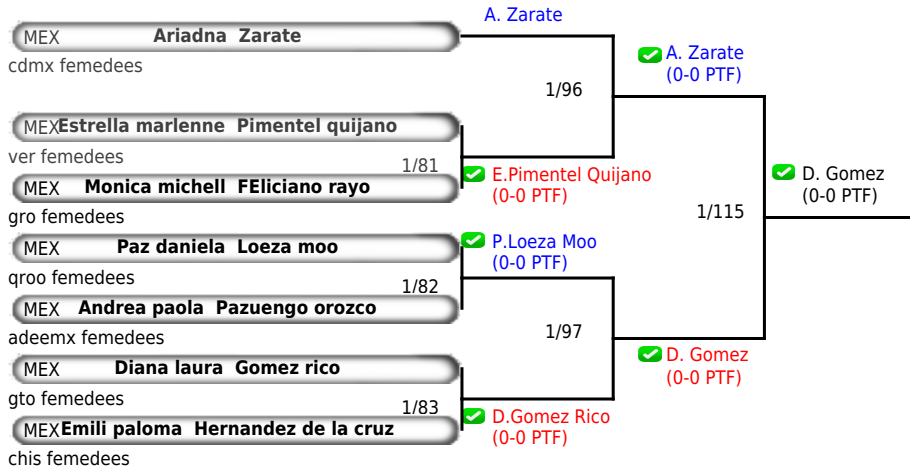 A. Zarate
MEX Ariadna Zarate
cdmx femedees
A. Zarate
(0-0 PTF)
1/96
MEX Estrella marlenne Pimentel quijano
ver femedees
1/81
E.Pimentel Quijano
(0-0 PTF)
MEX Monica michell FEliciano rayo
gro femedees
D. Gomez
(0-0 PTF)
1/115
MEX Paz daniela Loeza moo
qroo femedees
P.Loeza Moo
(0-0 PTF)
1/82
MEX Andrea paola Pazuengo orozco
adeemx femedees
1/97
MEX Diana laura Gomez rico
gto femedees
D. Gomez
(0-0 PTF)
1/83
D.Gomez Rico
(0-0 PTF)
MEX Emili paloma Hernandez de la cruz
chis femedees